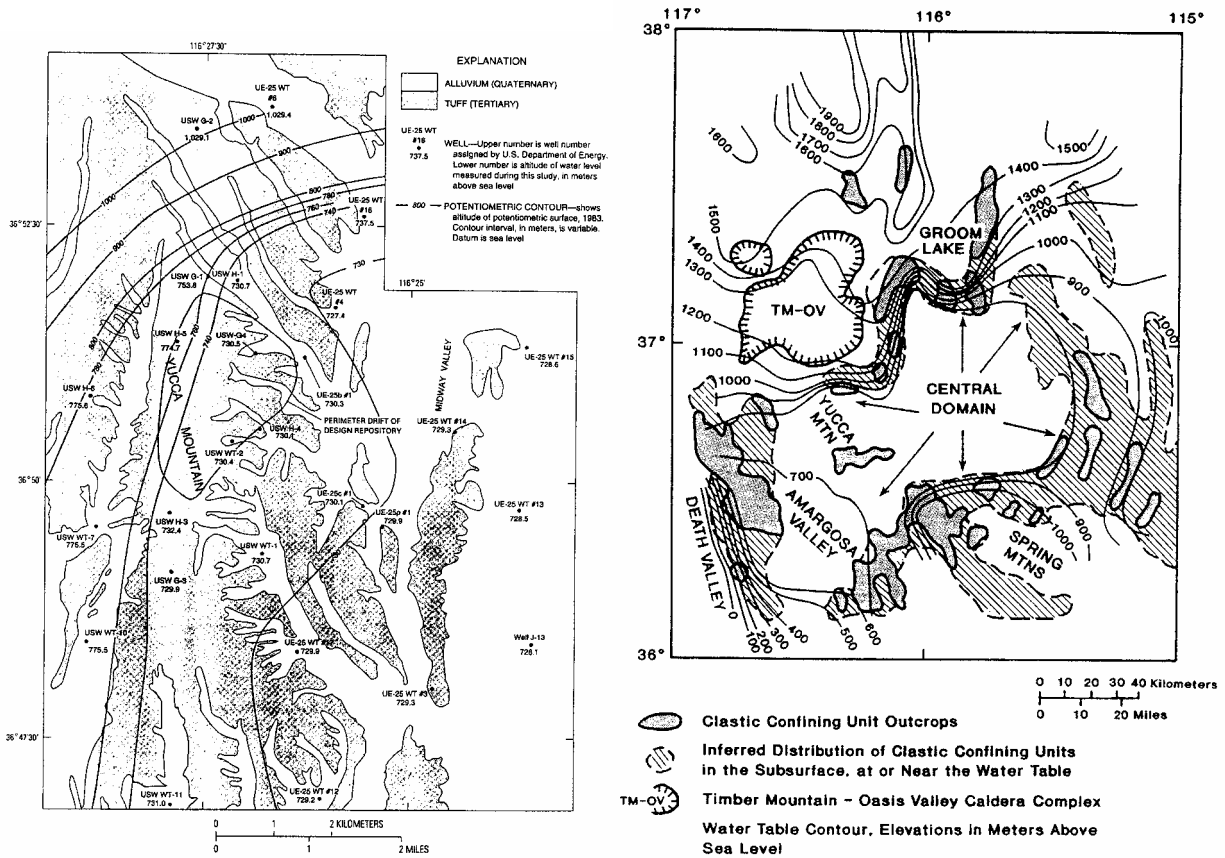 116°27'30"
EXPLANATION
ALLUVIUM (QUATERNARY)
TUFF (TERTIARY)
UE-25 WT
#16
737.5
WELL—Upper number is well number
assigned by U.S. Department of Energy.
Lower number is altitude of water level
measured during this study, in meters
above sea level
— 800 — POTENTIOMETRIC CONTOUR—shows
altitude of potentiometric surface, 1983.
Contour interval, in meters, is variable.
Datum is sea level
UE-25 WT
#6
1,029.4
USW G-2
1,029.1
1000
900
1000
900
800
780
760
740
UE-25 WT
#16
737.5
36°52'30"
730
116°25'
USW G-1
753.8
USW H-1
730.7
UE-25 WT
#4
727.4
USW H-5
774.7
USW-G4
730.5
760
740
800
780
UE-25 WT #15
728.6
USW H-6
775.8
YUCCA
MOUNTAIN
UE-25b #1
730.3
MIDWAY VALLEY
PERIMETER DRIFT OF
DESIGN REPOSITORY
USW H-4
730.1
UE-25 WT #14
729.3
USW WT-2
730.4
36°50'
UE-25c #1
730.1
UE-25p #1
729.9
UE-25 WT #13
728.5
USW H-3
732.4
USW WT-7
775.5
USW WT-1
730.7
USW G-3
729.9
USW WT-10
775.5
UE-25 WT #17
729.9
Well J-13
728.1
UE-25 WT #3
729.3
36°47'30"
USW WT-11
731.0
UE-25 WT #12
729.2
0 1 2 KILOMETERS
0 1 2 MILES
117° 116° 115°
38°
1900
1800
1700
1600
1600
1500
1400
1300
1200
1100
1000
900
1500
1400
1300
GROOM
LAKE
TM-OV
1200
1100
1000
900
800
1000
37°
CENTRAL
DOMAIN
YUCCA
MTN
700
AMARGOSA
VALLEY
DEATH VALLEY
SPRING
MTNS
900
1000
0
100
200
300
400
500
600
36°
0 10 20 30 40 Kilometers
0 10 20 Miles
Clastic Confining Unit Outcrops
Inferred Distribution of Clastic Confining Units
in the Subsurface, at or Near the Water Table
TM-OV Timber Mountain - Oasis Valley Caldera Complex
Water Table Contour, Elevations in Meters Above
Sea Level